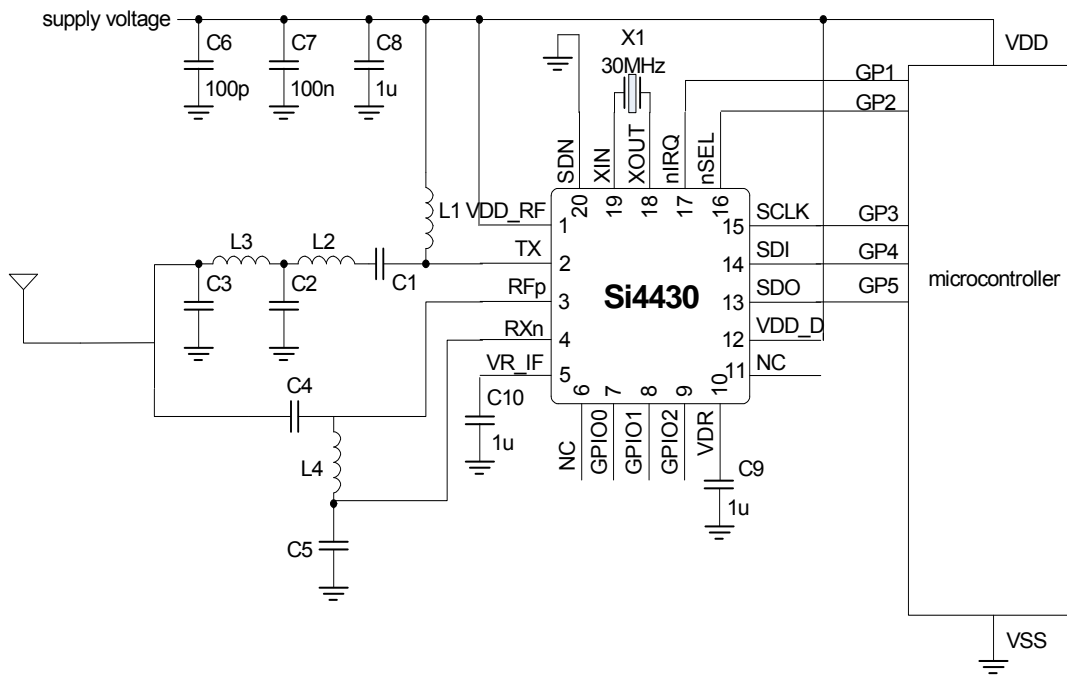 supply voltage
C6
100p
C7
100n
C8
1u
X1
30MHz
VDD
GP1
GP2
SDN
XIN
XOUT
nIRQ
nSEL
20
19
18
17
16
L1
VDD_RF
1
15
SCLK
GP3
L3
L2
C1
TX
2
14
SDI
GP4
C3
C2
RFp
3
Si4430
13
SDO
GP5
microcontroller
RXn
4
12
VDD_D
VR_IF
5
11
NC
C4
C10
1u
6
7
8
9
10
NC
GPIO0
GPIO1
GPIO2
VDR
L4
C9
1u
C5
VSS